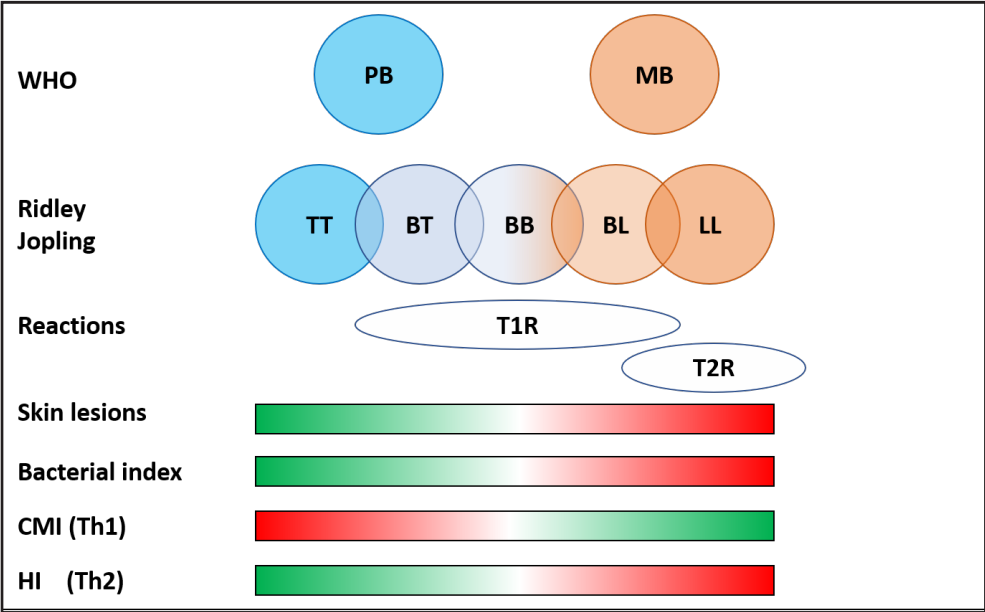 WHO
PB
MB
Ridley
Jopling
TT
BT
BB
BL
LL
Reactions
T1R
T2R
Skin lesions
Bacterial index
CMI (Th1)
HI (Th2)